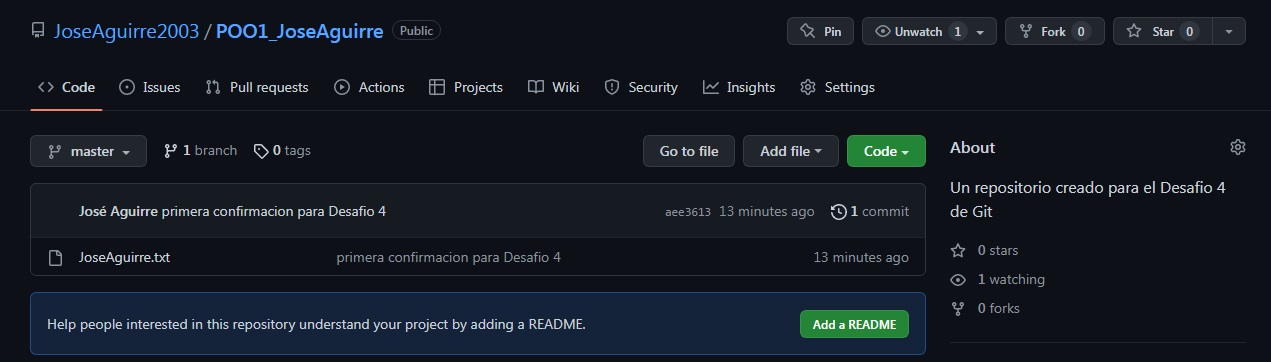 JoseAguirre2003 / POO1_JoseAguirre Public Pin Unwatch 1 Fork 0 Star 0
Code Issues Pull requests Actions Projects Wiki Security Insights Settings
master 1 branch 0 tags Go to file Add file Code
José Aguirre primera confirmacion para Desafio 4 aee3613 13 minutes ago 1 commit
JoseAguirre.txt primera confirmacion para Desafio 4 13 minutes ago
Help people interested in this repository understand your project by adding a README. Add a README
About
Un repositorio creado para el Desafio 4
de Git
0 stars
1 watching
0 forks